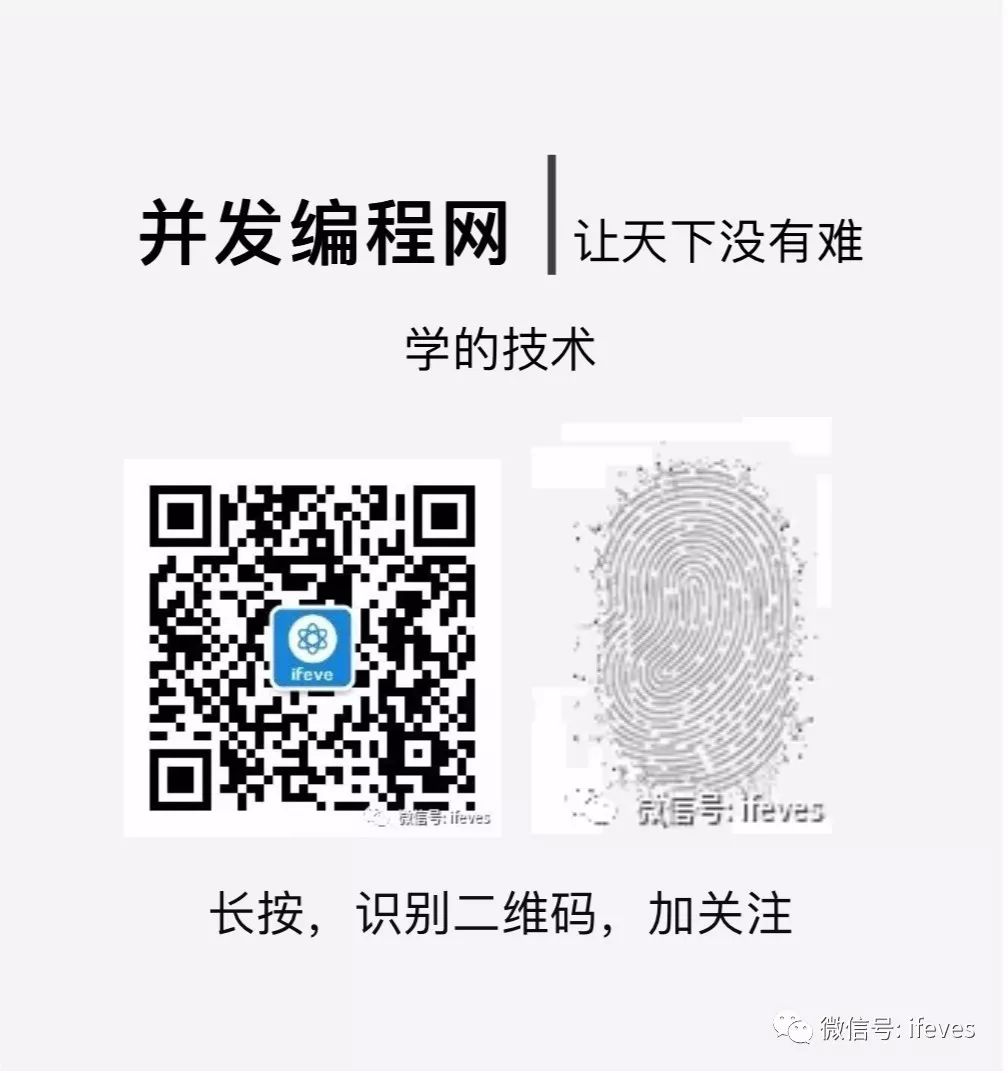 并发编程网 | 让天下没有难
学的技术
ifeve
微信号: ifeves
微信号: ifeves
长按，识别二维码，加关注
微信号: ifeves